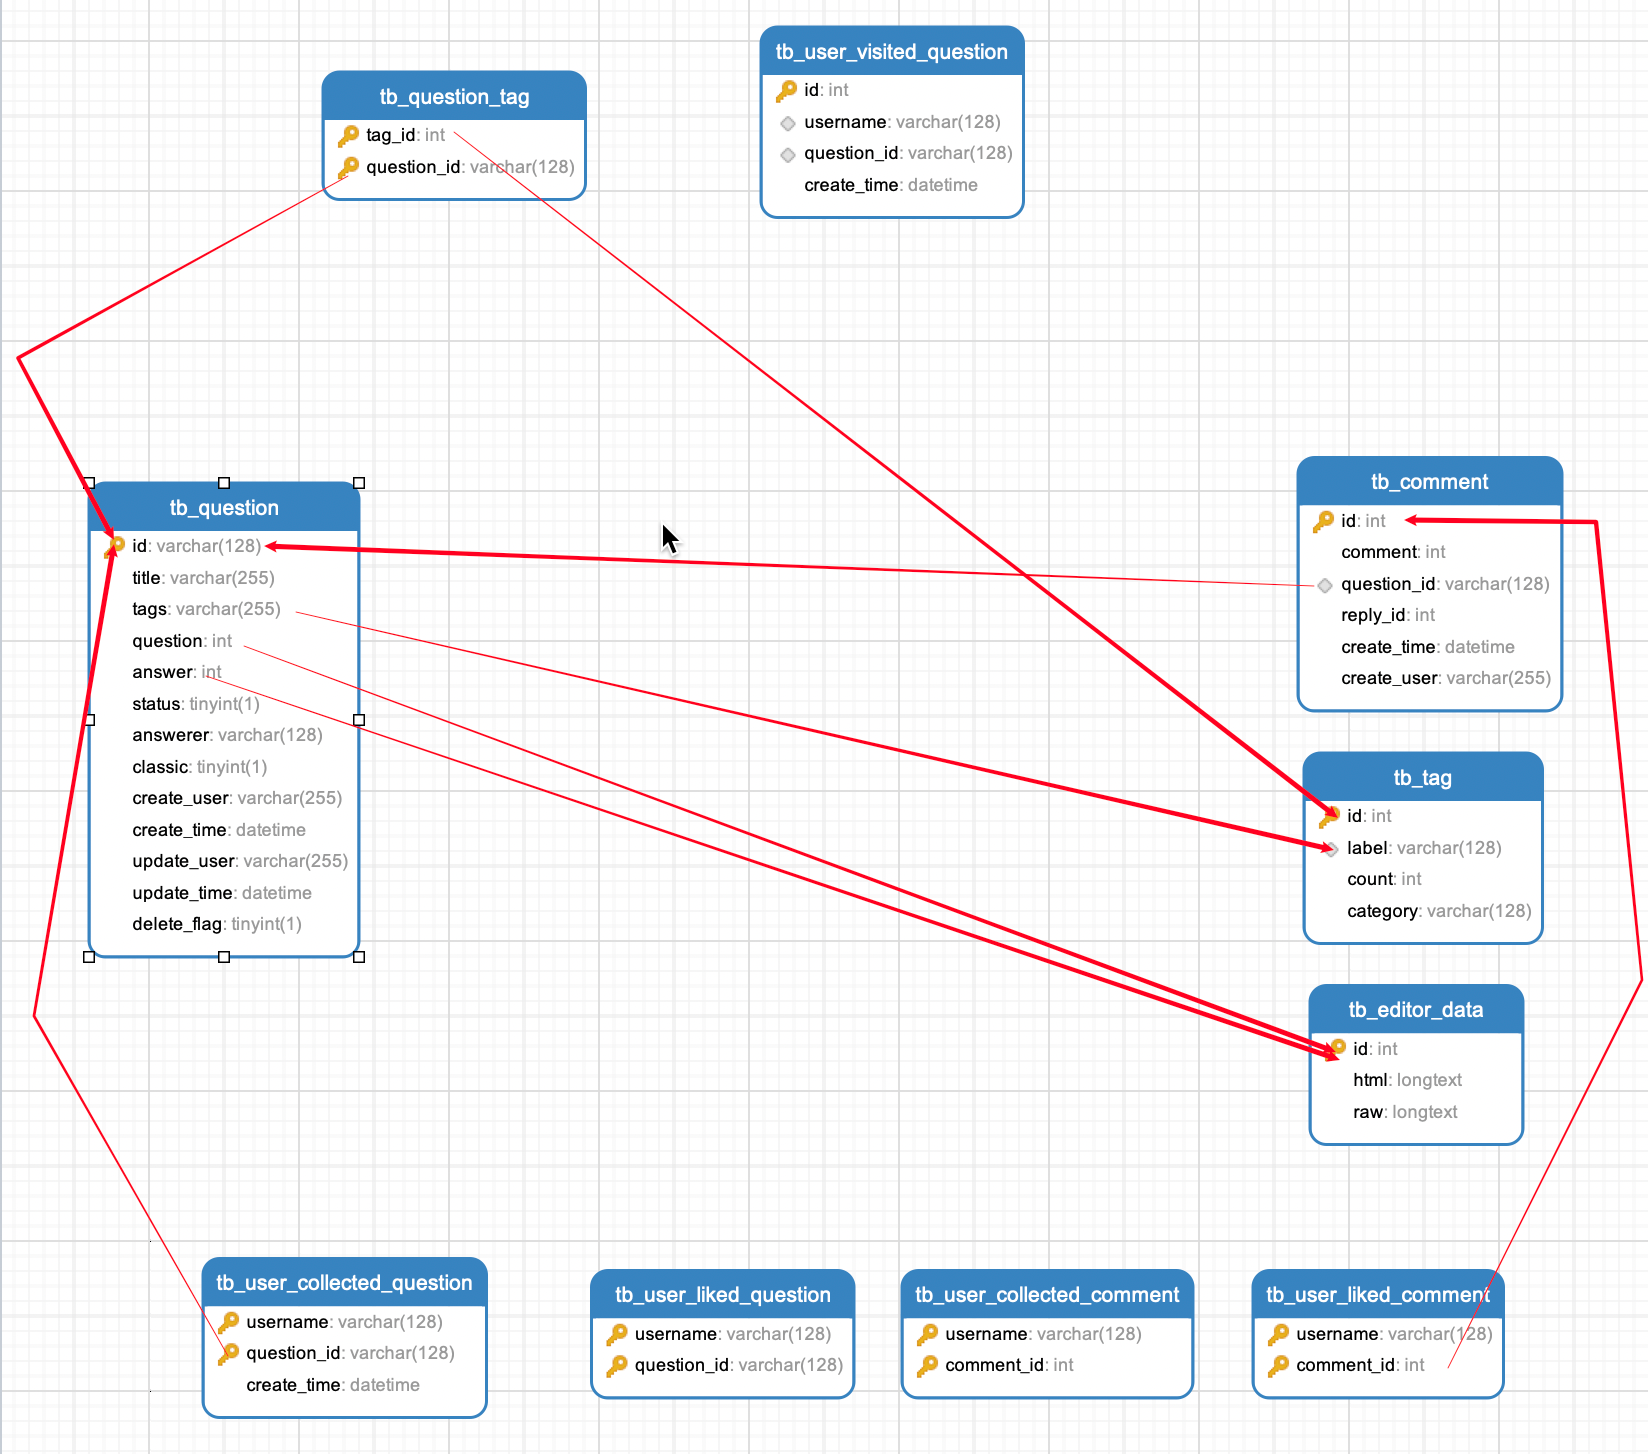 tb_user_visited_question
id: int
username: varchar(128)
question_id: varchar(128)
create_time: datetime
tb_question_tag
tag_id: int
question_id: varchar(128)
tb_question
id: varchar(128)
title: varchar(255)
tags: varchar(255)
question: int
answer: int
status: tinyint(1)
answerer: varchar(128)
classic: tinyint(1)
create_user: varchar(255)
create_time: datetime
update_user: varchar(255)
update_time: datetime
delete_flag: tinyint(1)
tb_comment
id: int
comment: int
question_id: varchar(128)
reply_id: int
create_time: datetime
create_user: varchar(255)
tb_tag
id: int
label: varchar(128)
count: int
category: varchar(128)
tb_editor_data
id: int
html: longtext
raw: longtext
tb_user_collected_question
username: varchar(128)
question_id: varchar(128)
create_time: datetime
tb_user_liked_question
username: varchar(128)
question_id: varchar(128)
tb_user_collected_comment
username: varchar(128)
comment_id: int
tb_user_liked_comment
username: varchar(128)
comment_id: int